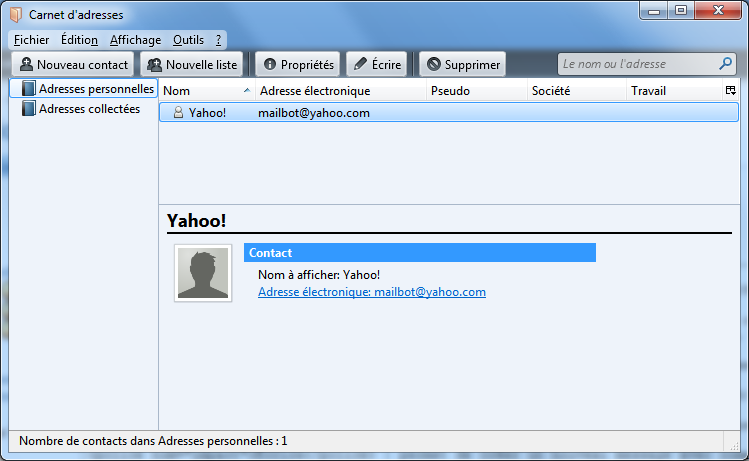 Carnet d'adresses
Fichier Édition Affichage Outils ?
Nouveau contact Nouvelle liste Propriétés Écrire Supprimer Le nom ou l'adresse
Adresses personnelles
Adresses collectées
Nom Adresse électronique Pseudo Société Travail
Yahoo! mailbot@yahoo.com
Yahoo!
Contact
Nom à afficher: Yahoo!
Adresse électronique: mailbot@yahoo.com
Nombre de contacts dans Adresses personnelles : 1